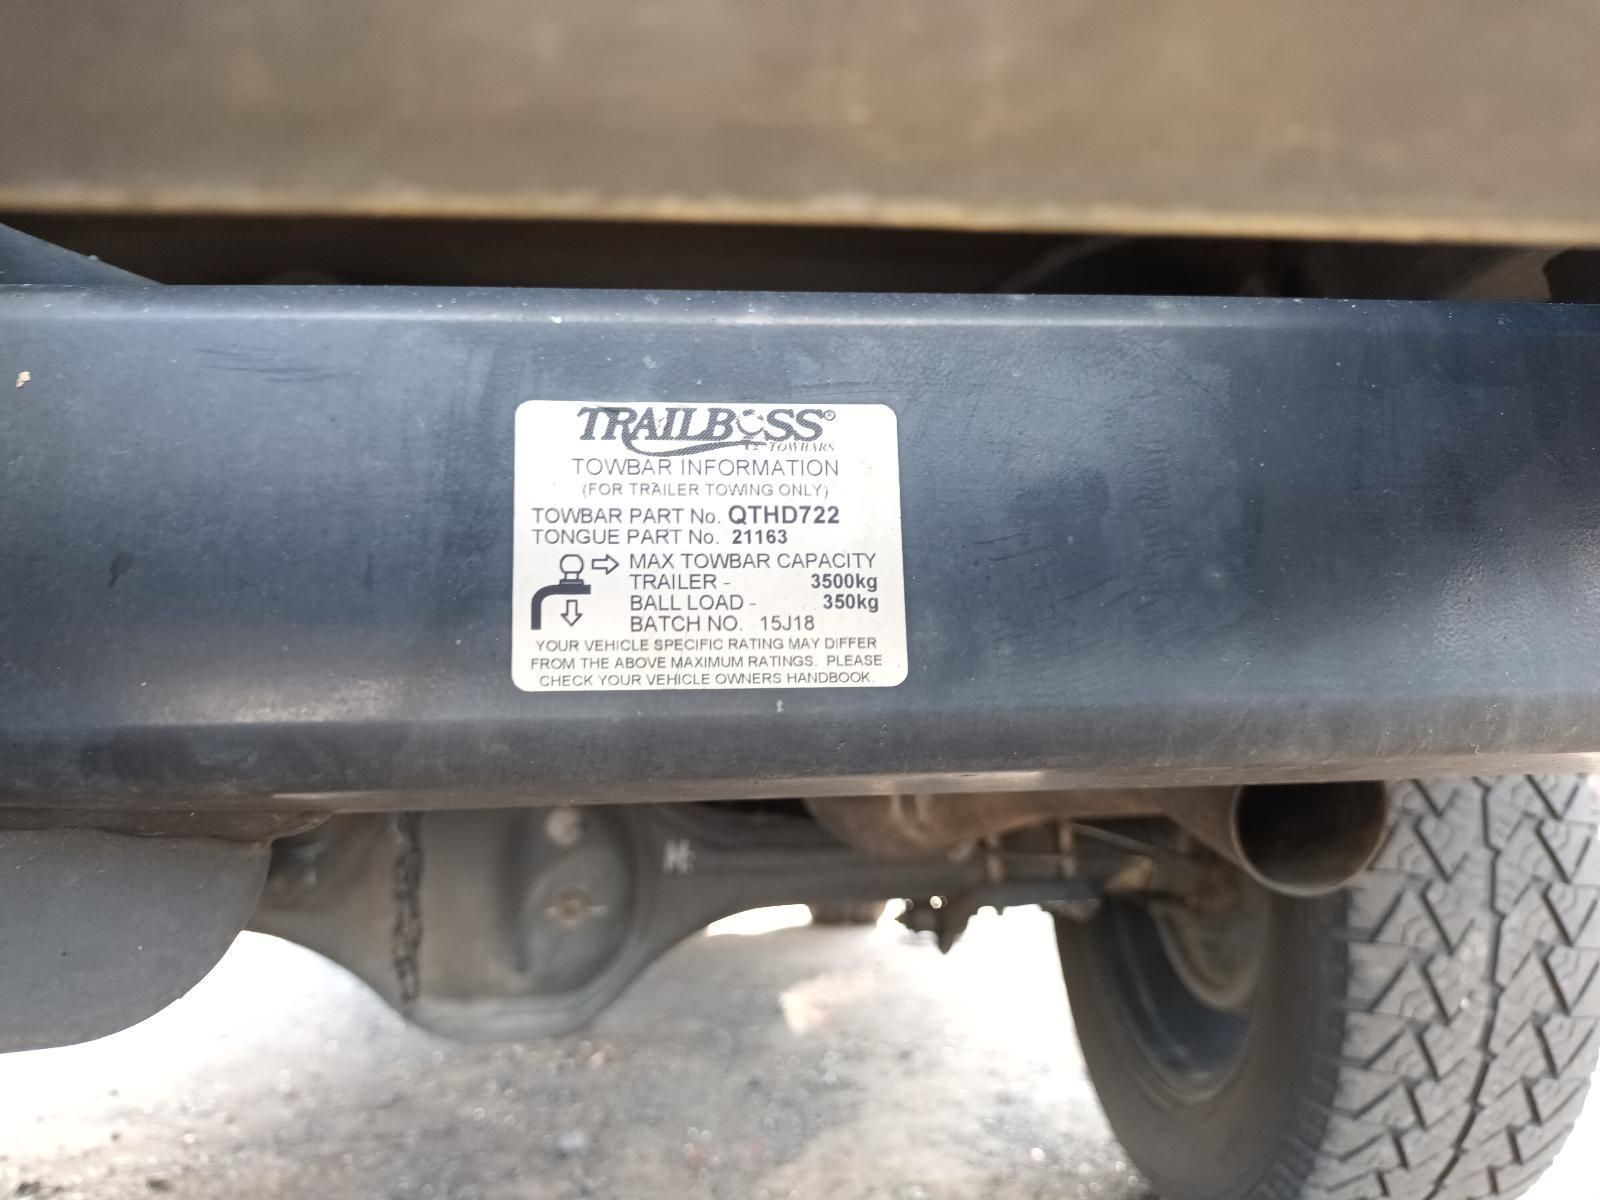 TRAILBOSS®
TOWBARS
TOWBAR INFORMATION
(FOR TRAILER TOWING ONLY)
TOWBAR PART No. QTHD722
TONGUE PART No. 21163
MAX TOWBAR CAPACITY
TRAILER - 3500kg
BALL LOAD - 350kg
BATCH NO. 15J18
YOUR VEHICLE SPECIFIC RATING MAY DIFFER
FROM THE ABOVE MAXIMUM RATINGS. PLEASE
CHECK YOUR VEHICLE OWNERS HANDBOOK.